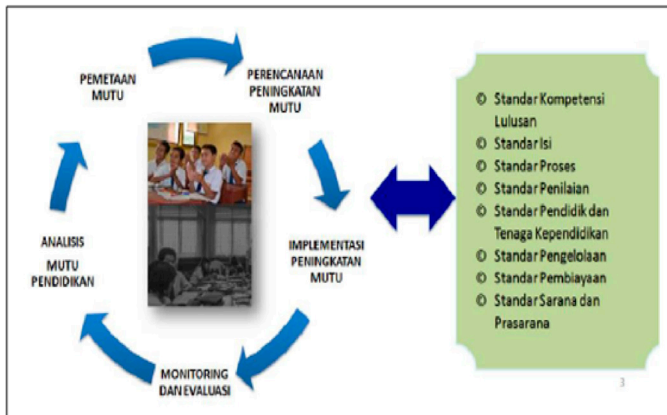 PEMETAAN
MUTU
PERENCANAAN
PENINGKATAN
MUTU
IMPLEMENTASI
PENINGKATAN
MUTU
MONITORING
DAN EVALUASI
ANALISIS
MUTU
PENDIDIKAN
© Standar Kompetensi
Lulusan
© Standar Isi
© Standar Proses
© Standar Penilaian
© Standar Pendidik dan
Tenaga Kependidikan
© Standar Pengelolaan
© Standar Pembiayaan
© Standar Sarana dan
Prasarana
3